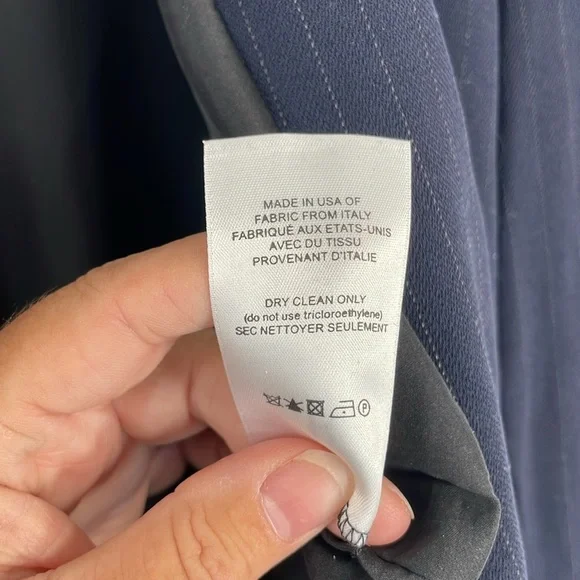 MADE IN USA OF
FABRIC FROM ITALY
FABRIQUÉ AUX ETATS-UNIS
AVEC DU TISSU
PROVENANT D'ITALIE
DRY CLEAN ONLY
(do not use tricloroethylene)
SEC NETTOYER SEULEMENT
P